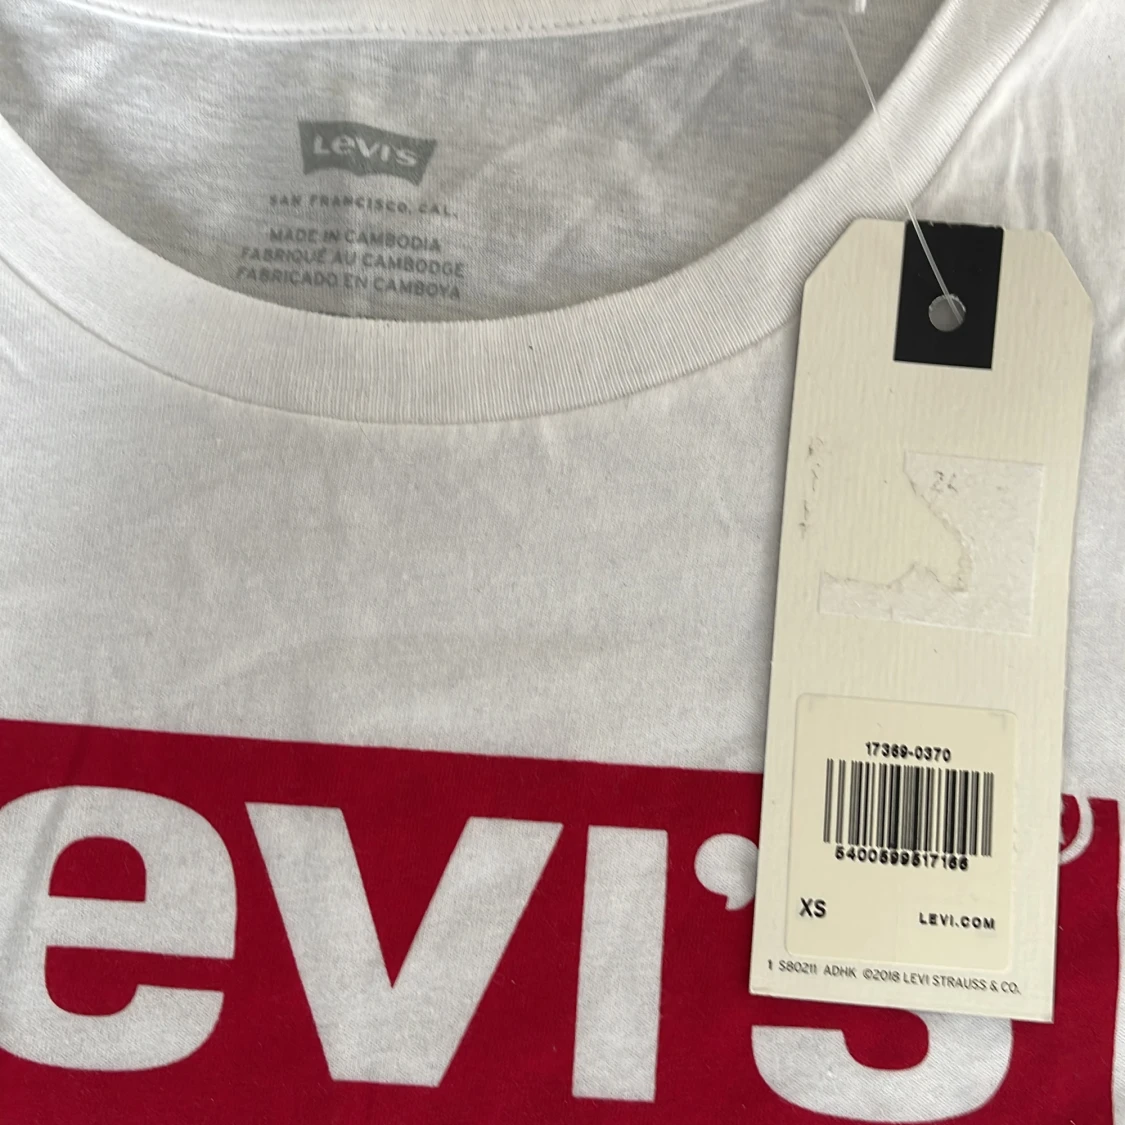 Levi's
SAN FRANCISCO, CAL.
MADE IN CAMBODIA
FABRIQUÉ AU CAMBODGE
FABRICADO EN CAMBOYA
evi's
17369-0370
5400599517166
XS
LEVI.COM
1 S80211 ADHK ©2018 LEVI STRAUSS & CO.